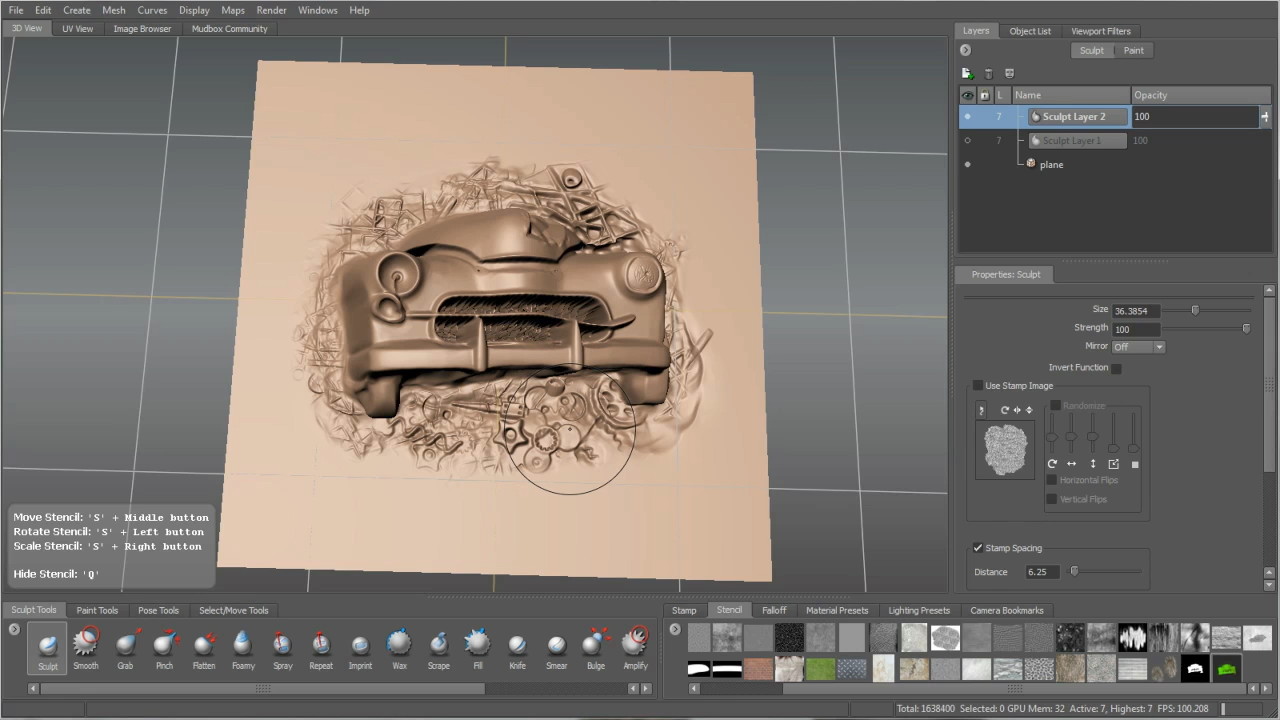 File Edit Create Mesh Curves Display Maps Render Windows Help
3D View UV View Image Browser Mudbox Community
Layers Object List Viewport Filters
Sculpt Paint
L Name Opacity
7 Sculpt Layer 2 100
7 Sculpt Layer 1 100
plane
Properties: Sculpt
Size 36.3854
Strength 100
Mirror Off
Invert Function
Use Stamp Image
Randomize
Horizontal Flips
Vertical Flips
Stamp Spacing
Distance 6.25
Move Stencil: 'S' + Middle button
Rotate Stencil: 'S' + Left button
Scale Stencil: 'S' + Right button
Hide Stencil: 'Q'
Sculpt Tools Paint Tools Pose Tools Select/Move Tools
Sculpt Smooth Grab Pinch Flatten Foamy Spray Repeat Imprint Wax Scrape Fill Knife Smear Bulge Amplify
Stamp Stencil Falloff Material Presets Lighting Presets Camera Bookmarks
Total: 1638400 Selected: 0 GPU Mem: 32 Active: 7, Highest: 7 FPS: 100.208